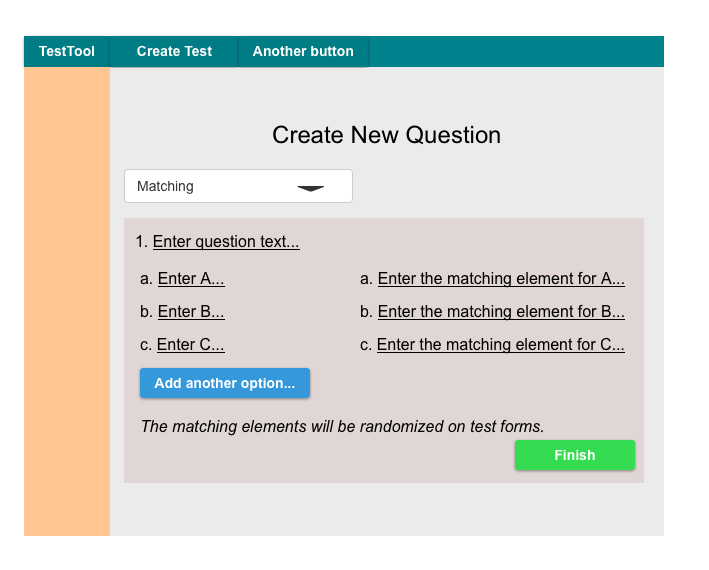 TestTool Create Test Another button
Create New Question
Matching
1. Enter question text...
a. Enter A... a. Enter the matching element for A...
b. Enter B... b. Enter the matching element for B...
c. Enter C... c. Enter the matching element for C...
Add another option...
The matching elements will be randomized on test forms.
Finish